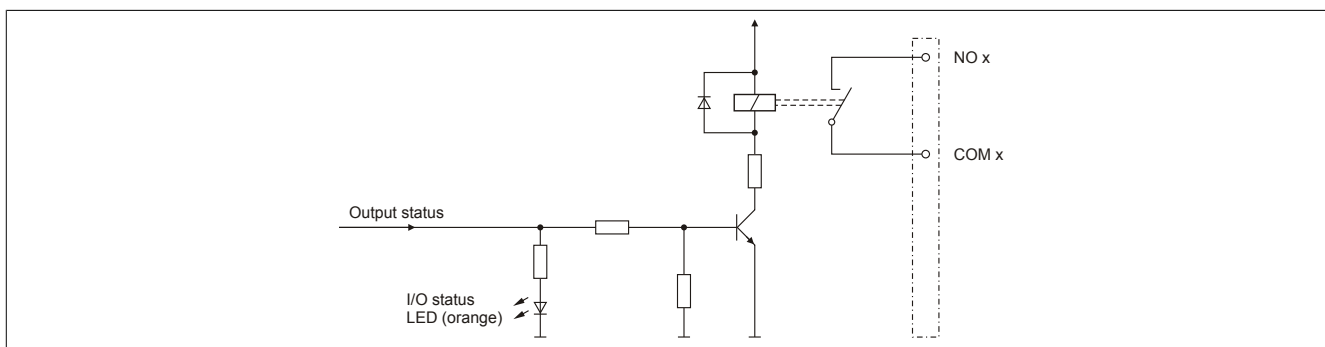 NO x
COM x
Output status
I/O status
LED (orange)